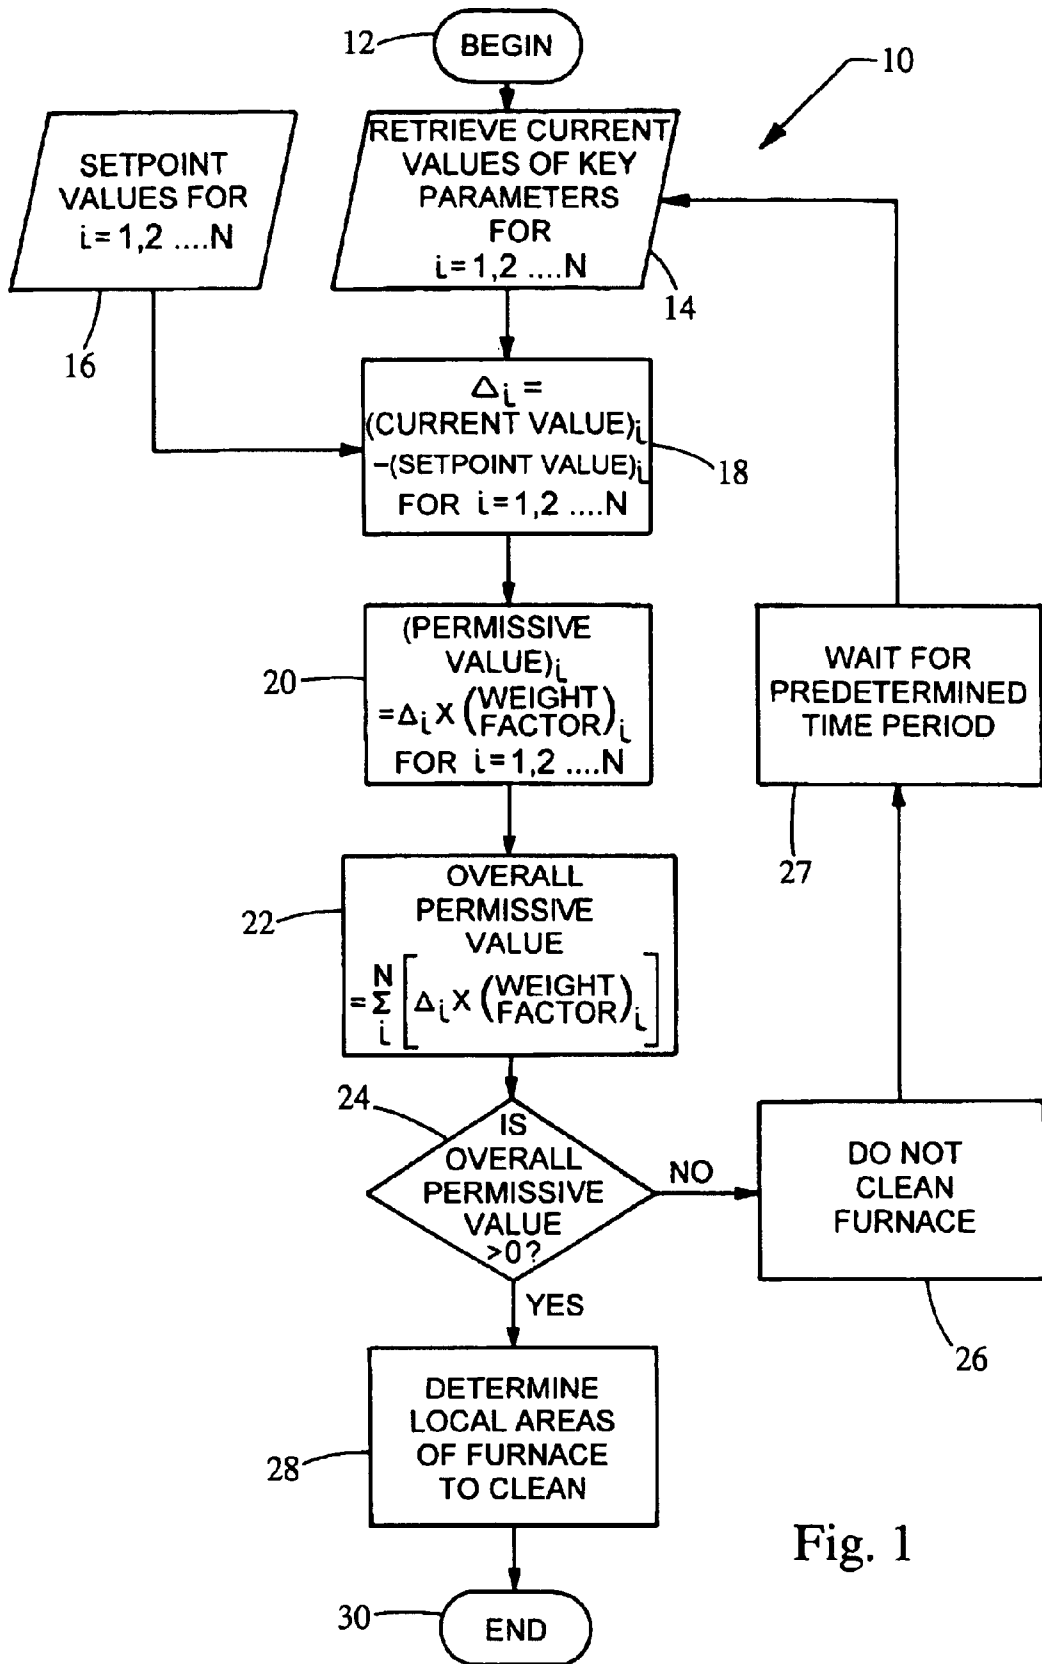 12
BEGIN
10
SETPOINT
VALUES FOR
i = 1,2 ....N
16
RETRIEVE CURRENT
VALUES OF KEY
PARAMETERS
FOR
i = 1,2 ....N
14
Δi =
(CURRENT VALUE)i
–(SETPOINT VALUE)i
FOR i = 1,2 ....N
18
20
(PERMISSIVE
VALUE)i
= Δi X (WEIGHT
FACTOR)i
FOR i = 1,2 ....N
WAIT FOR
PREDETERMINED
TIME PERIOD
27
22
OVERALL
PERMISSIVE
VALUE
N
= Σ [Δi X (WEIGHT
FACTOR)i]
i
24
IS
OVERALL
PERMISSIVE
VALUE
>0?
NO
YES
DO NOT
CLEAN
FURNACE
26
28
DETERMINE
LOCAL AREAS
OF FURNACE
TO CLEAN
30
END
Fig. 1